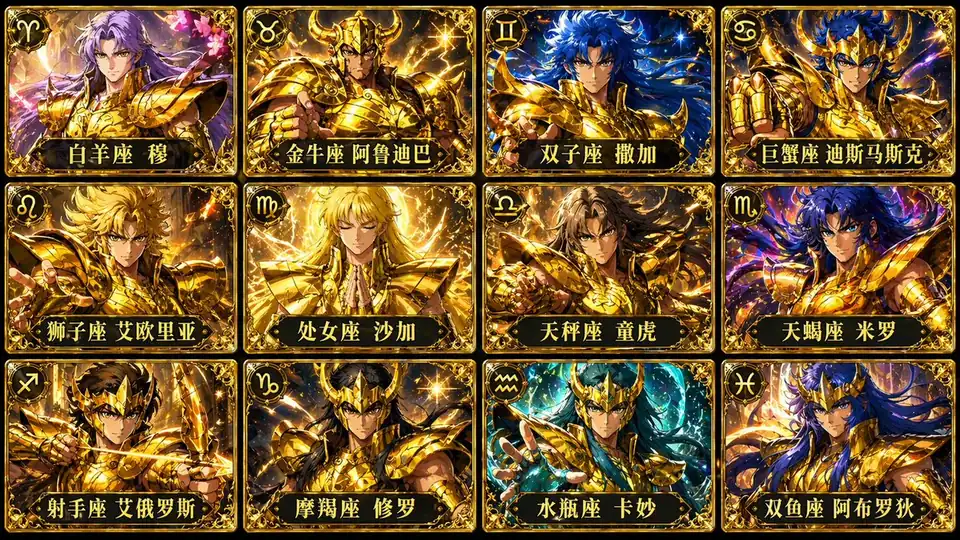 ♈
白羊座 穆
♉
金牛座 阿鲁迪巴
♊
双子座 撒加
♋
巨蟹座 迪斯马斯克
♌
狮子座 艾欧里亚
♍
处女座 沙加
♎
天秤座 童虎
♏
天蝎座 米罗
♐
射手座 艾俄罗斯
♑
摩羯座 修罗
♒
水瓶座 卡妙
♓
双鱼座 阿布罗狄